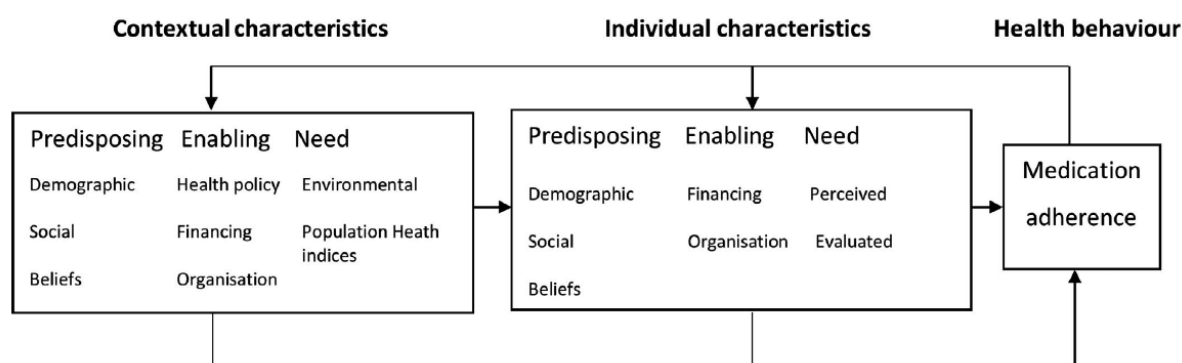 Contextual characteristics
Individual characteristics
Health behaviour
Predisposing Enabling Need
Demographic Health policy Environmental
Social Financing Population Heath
indices
Beliefs Organisation
Predisposing Enabling Need
Demographic Financing Perceived
Social Organisation Evaluated
Beliefs
Medication
adherence